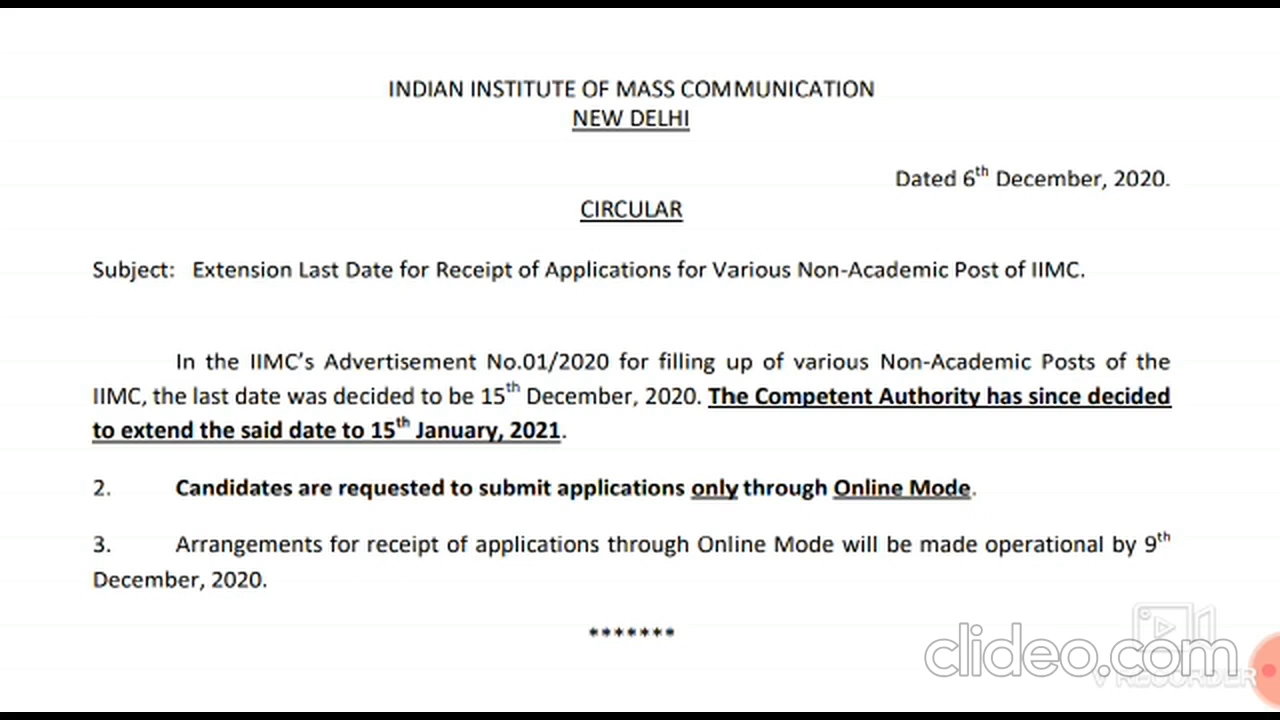 INDIAN INSTITUTE OF MASS COMMUNICATION
NEW DELHI
Dated 6th December, 2020.
CIRCULAR
Subject: Extension Last Date for Receipt of Applications for Various Non-Academic Post of IIMC.
In the IIMC's Advertisement No.01/2020 for filling up of various Non-Academic Posts of the
IIMC, the last date was decided to be 15th December, 2020. The Competent Authority has since decided
to extend the said date to 15th January, 2021.
2. Candidates are requested to submit applications only through Online Mode.
3. Arrangements for receipt of applications through Online Mode will be made operational by 9th
December, 2020.
*******
clideo.com
V RECORDER